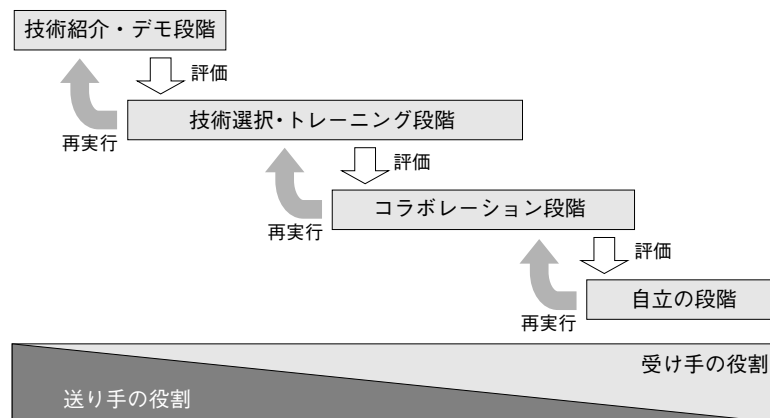 技術紹介・デモ段階
評価
再実行
技術選択・トレーニング段階
評価
再実行
コラボレーション段階
評価
再実行
自立の段階
受け手の役割
送り手の役割